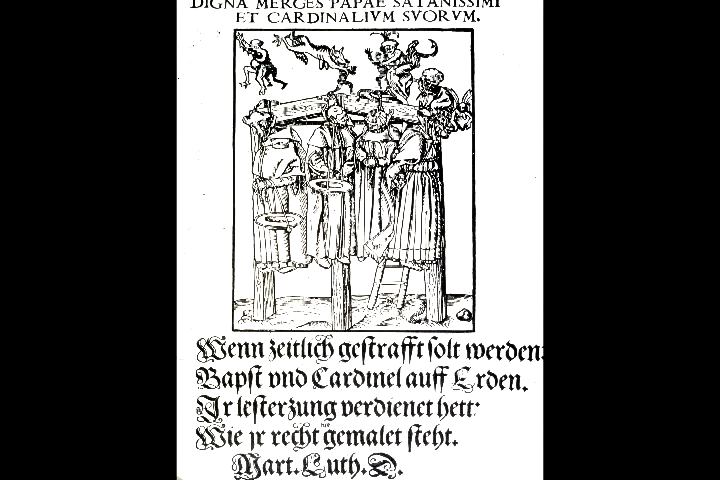 DIGNA MERGES PAPAE SATANISSIMI
ET CARDINALIVM SVORVM.
Wenn zeitlich gestrafft solt werden:
Bapst vnd Cardinel auff Erden.
Jr lesterzung verdienet hett:
Wie jr recht gemalet steht.
Mart. Luth. D.